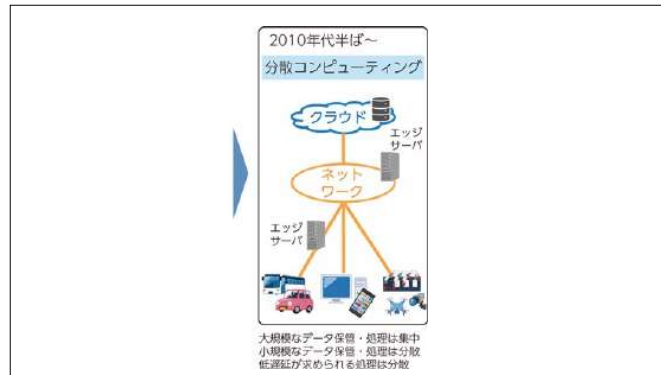 2010年代半ば～
分散コンピューティング
クラウド
エッジ
サーバ
ネット
ワーク
エッジ
サーバ
大規模なデータ保管・処理は集中
小規模なデータ保管・処理は分散
低遅延が求められる処理は分散